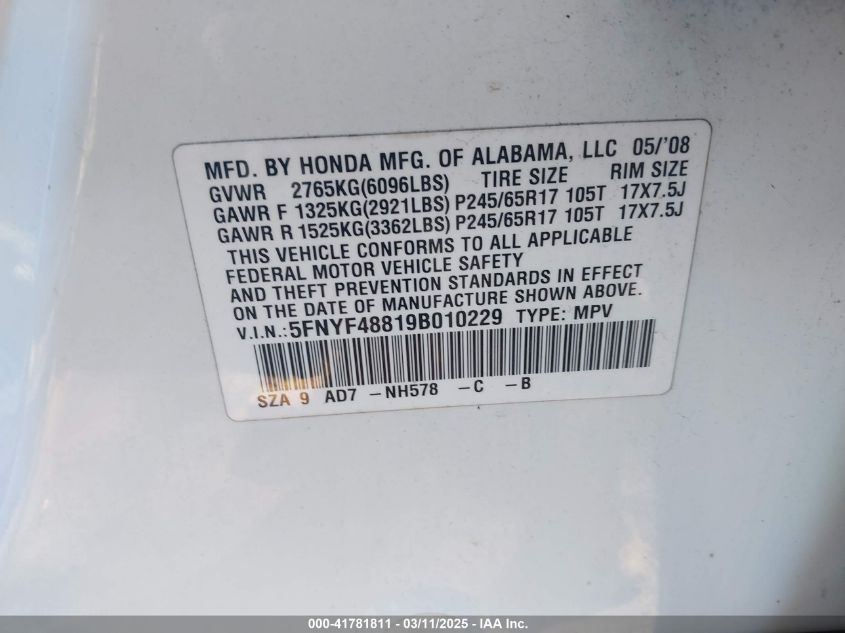 MFD. BY HONDA MFG. OF ALABAMA, LLC 05/'08
GVWR 2765KG(6096LBS) TIRE SIZE RIM SIZE
GAWR F 1325KG(2921LBS) P245/65R17 105T 17X7.5J
GAWR R 1525KG(3362LBS) P245/65R17 105T 17X7.5J
THIS VEHICLE CONFORMS TO ALL APPLICABLE
FEDERAL MOTOR VEHICLE SAFETY
AND THEFT PREVENTION STANDARDS IN EFFECT
ON THE DATE OF MANUFACTURE SHOWN ABOVE.
V.I.N.:5FNYF48819B010229 TYPE: MPV
SZA 9 AD7 -NH578 -C -B
000-41781811 - 03/11/2025 - IAA Inc.